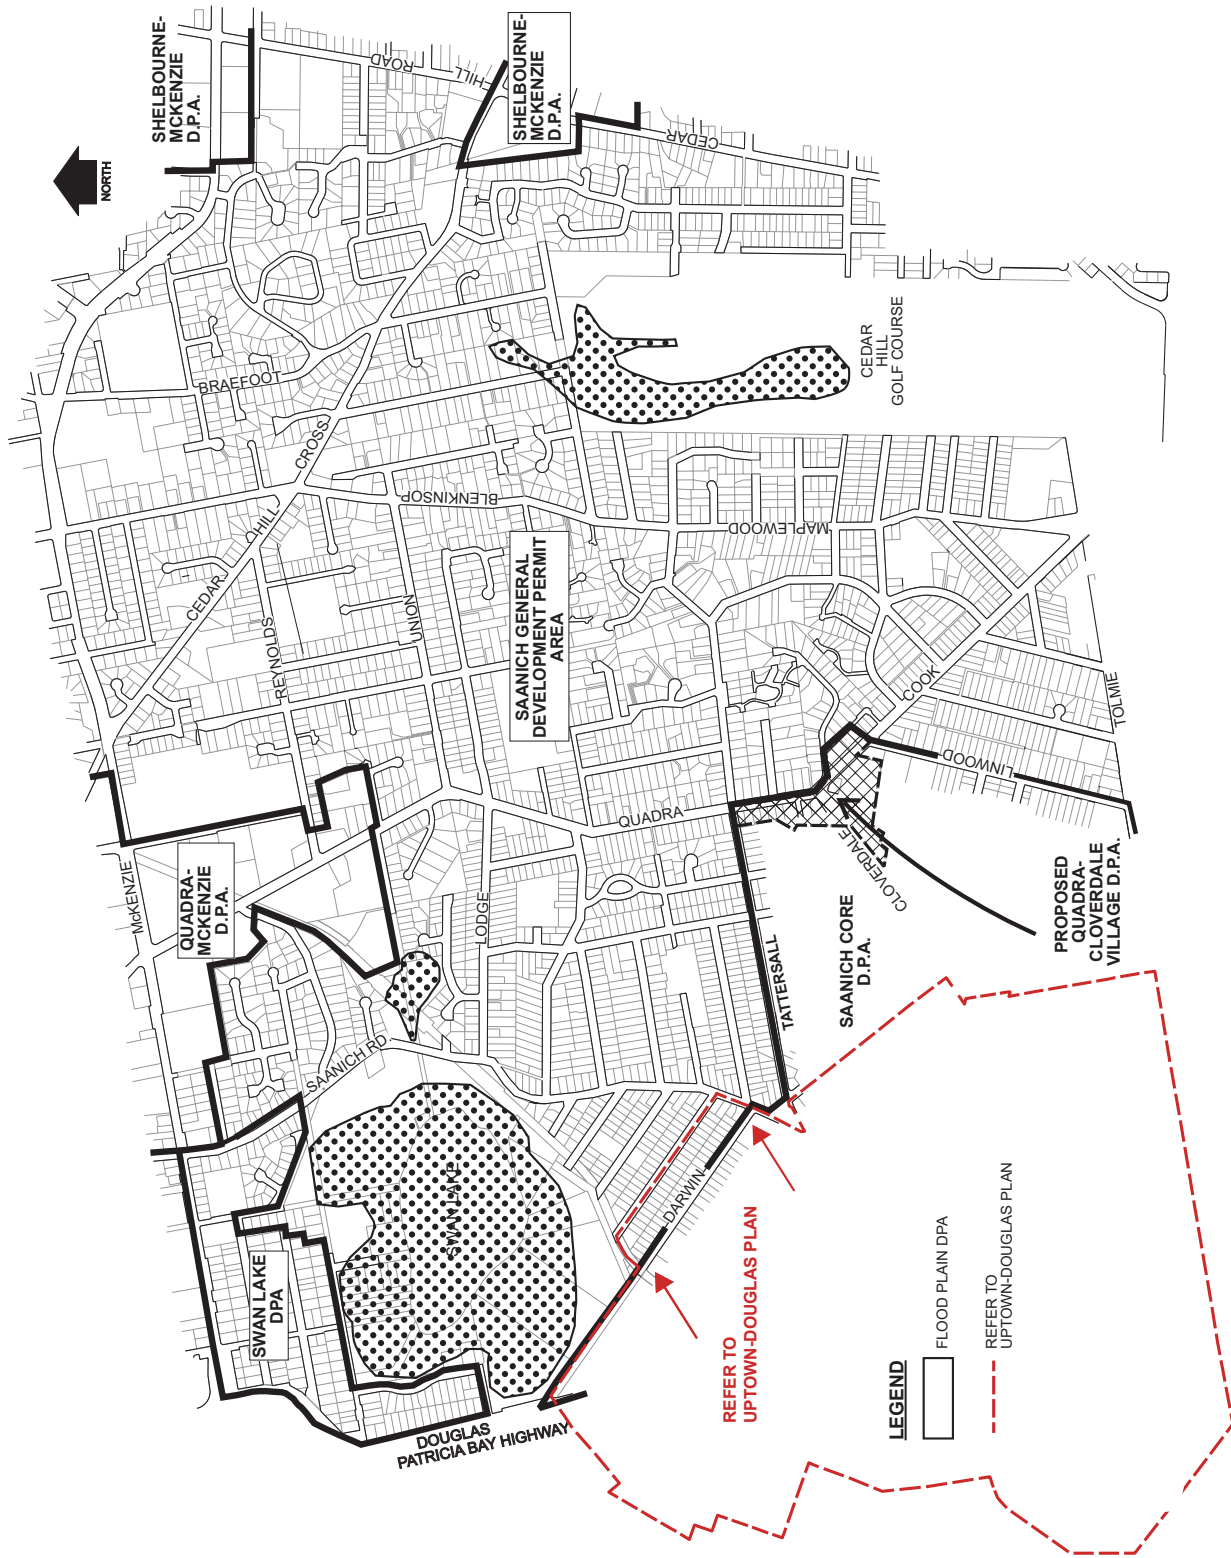 SHELBOURNE-
MCKENZIE
D.P.A.
NORTH
HILL
ROAD
SHELBOURNE-
MCKENZIE
D.P.A.
CEDAR
BRAEFOOT
CEDAR
HILL
CROSS
BLENKINSOP
REYNOLDS
UNION
SAANICH GENERAL
DEVELOPMENT PERMIT
AREA
MAPLEWOOD
CEDAR
HILL
GOLF COURSE
McKENZIE
QUADRA-
MCKENZIE
D.P.A.
LODGE
QUADRA
COOK
LINWOOD
TOLMIE
CLOVERDALE
TATTERSALL
SAANICH CORE
D.P.A.
PROPOSED
QUADRA-
CLOVERDALE
VILLAGE D.P.A.
SAANICH RD
SWAN LAKE
SWAN LAKE
DPA
DARWIN
DOUGLAS
PATRICIA BAY HIGHWAY
REFER TO
UPTOWN-DOUGLAS PLAN
LEGEND
FLOOD PLAIN DPA
REFER TO
UPTOWN-DOUGLAS PLAN